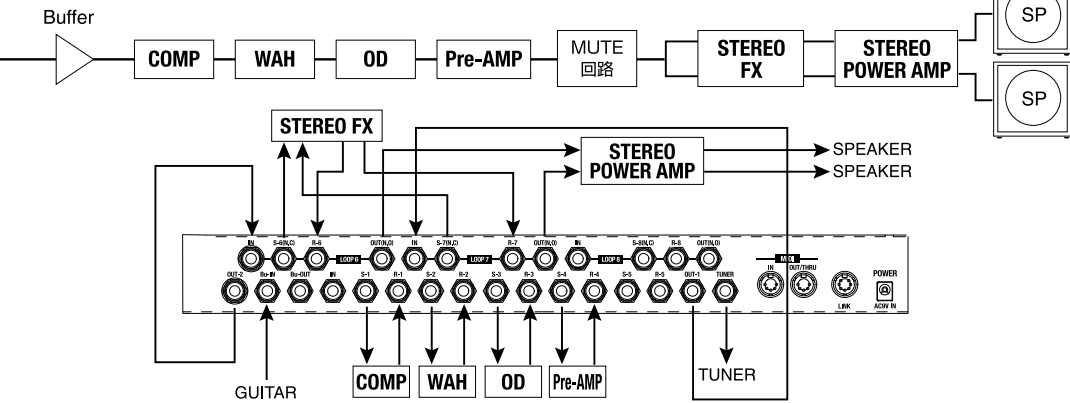 Buffer
COMP
WAH
OD
Pre-AMP
MUTE
回路
STEREO
FX
STEREO
POWER AMP
SP
SP
STEREO FX
STEREO
POWER AMP
SPEAKER
SPEAKER
IN S-6(N,C) R-6 OUT(N,O) IN S-7(N,C) R-7 OUT(N,O) IN S-8(N,C) R-8 OUT(N,O)
LOOP 6 LOOP 7 LOOP 8
MIDI
OUT-2 Bu-IN Bu-OUT IN S-1 R-1 S-2 R-2 S-3 R-3 S-4 R-4 S-5 R-5 OUT-1 TUNER
IN OUT/THRU
POWER
LINK
AC9V IN
GUITAR
COMP
WAH
OD
Pre-AMP
TUNER